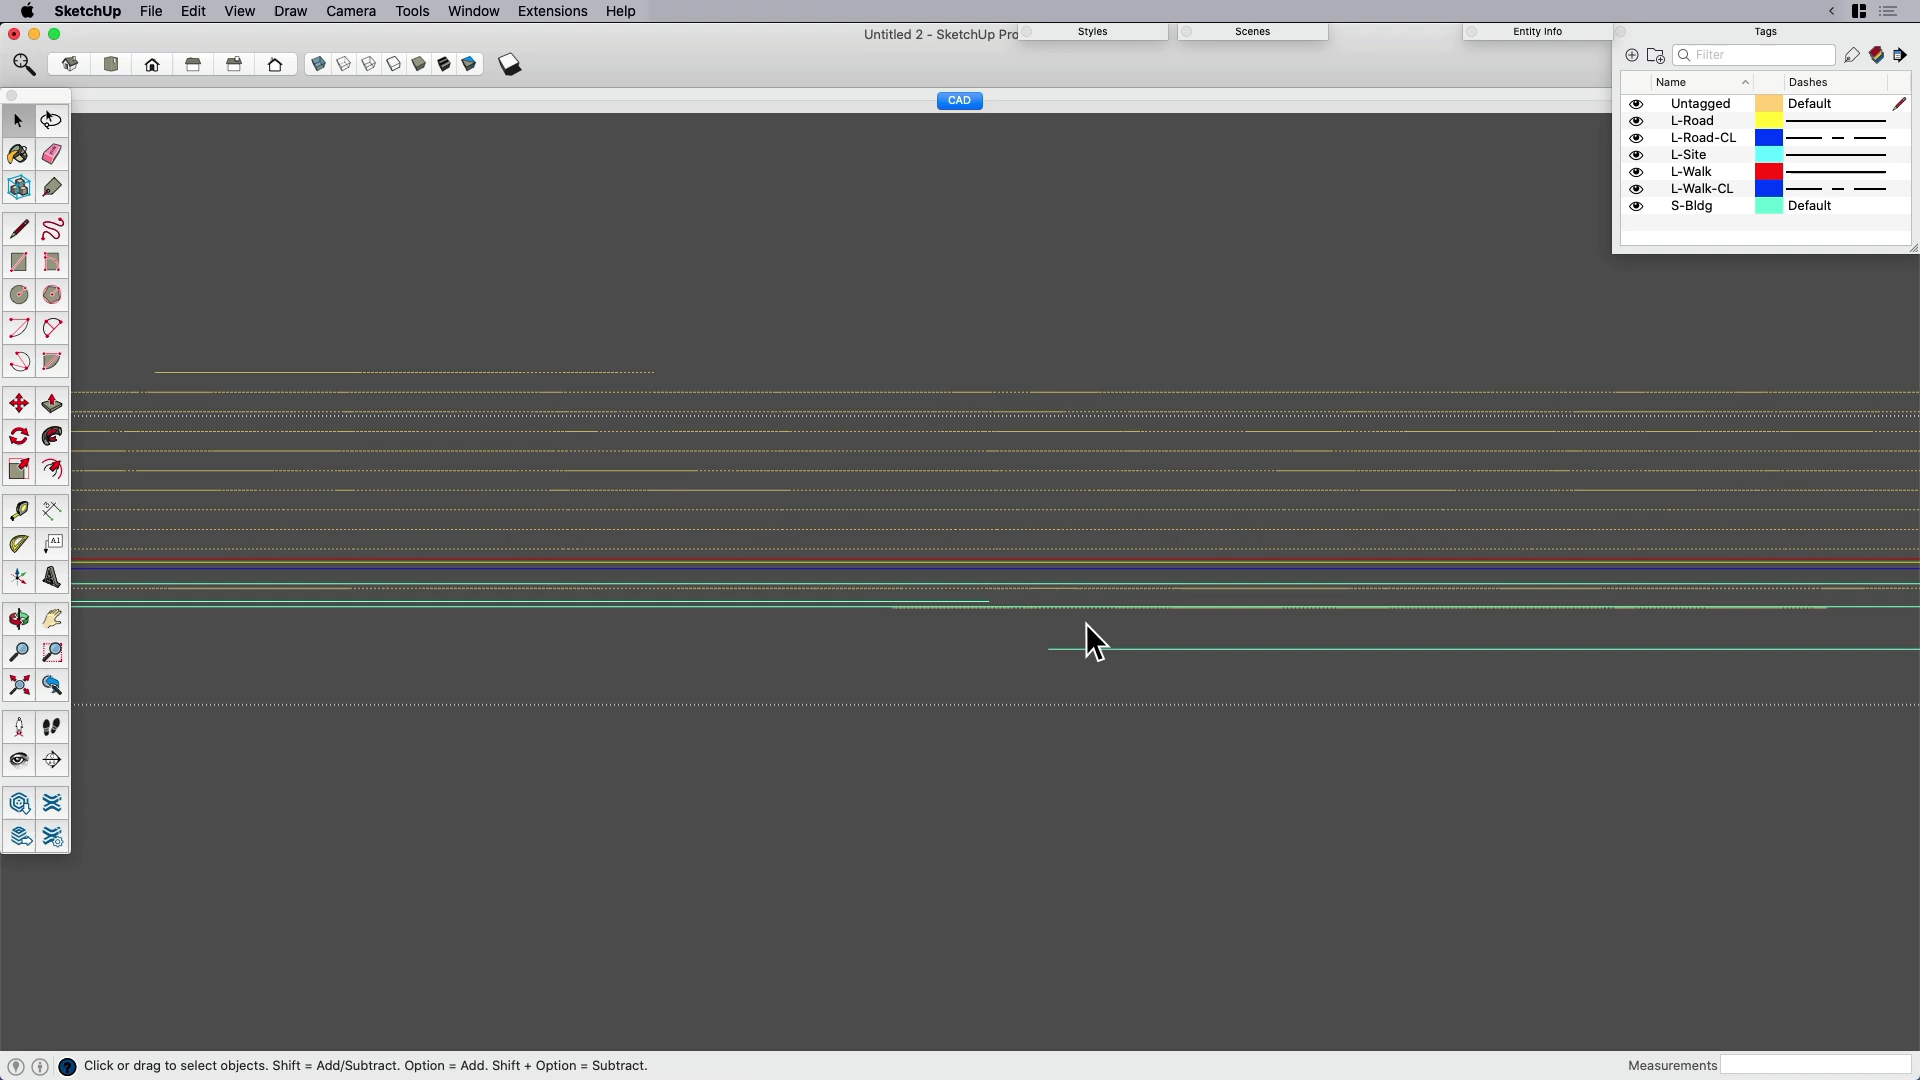 SketchUp File Edit View Draw Camera Tools Window Extensions Help
Untitled 2 - SketchUp Pro
Styles
Scenes
Entity Info
Tags
Filter
Name Dashes
CAD
Untagged Default
L-Road
L-Road-CL
L-Site
L-Walk
L-Walk-CL
S-Bldg Default
A1
Click or drag to select objects. Shift = Add/Subtract. Option = Add. Shift + Option = Subtract.
Measurements